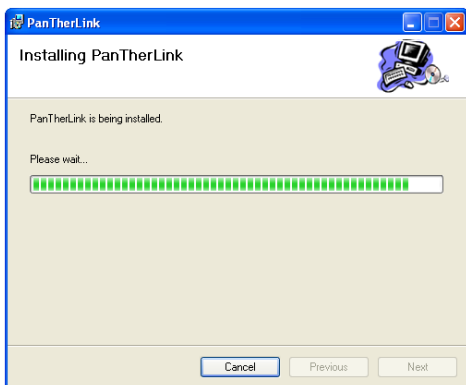 PanTherLink
Installing PanTherLink
PanTherLink is being installed.
Please wait...
Cancel
Previous
Next